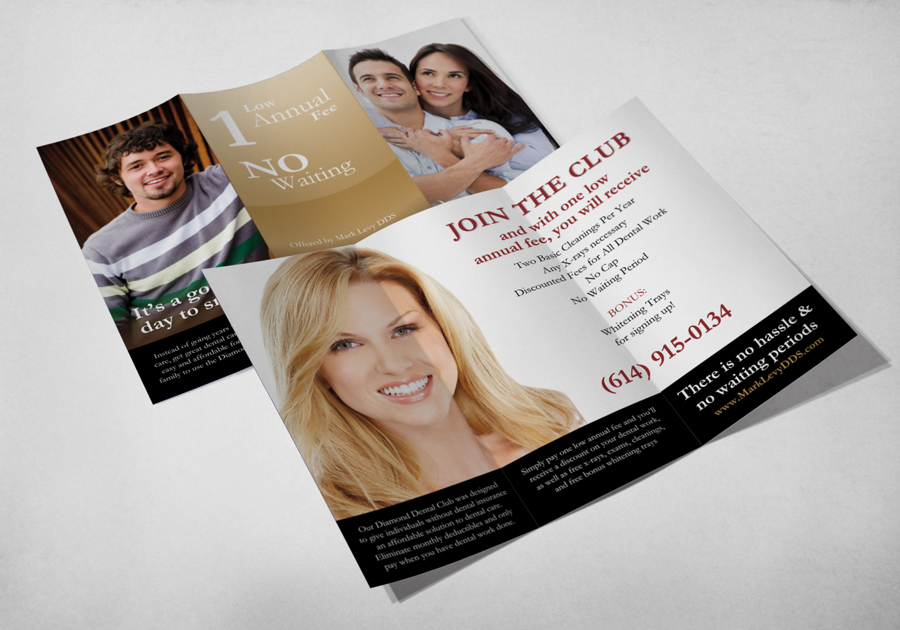 1 Low
Annual
Fee
NO
Waiting
Offered by Mark Levy DDS
It's a go
day to
Instead of going years
care, get great dental
easy and affordable
family to use the Diamo
JOIN THE CLUB
and with one low
annual fee, you will receive
Two Basic Cleanings Per Year
Any X-rays necessary
Discounted Fees for All Dental Work
No Cap
No Waiting Period
BONUS:
Whitening Trays
for signing up!
(614) 915-0134
Our Diamond Dental Club was designed
to give individuals without dental insurance
an affordable solution to dental care.
Eliminate monthly deductibles and only
pay when you have dental work done.
Simply pay one low annual fee and you'll
receive a discount on your dental work,
as well as free x-rays, exams, cleanings,
and free bonus whitening trays
There is no hassle &
no waiting periods
www.MarkLevyDDS.com